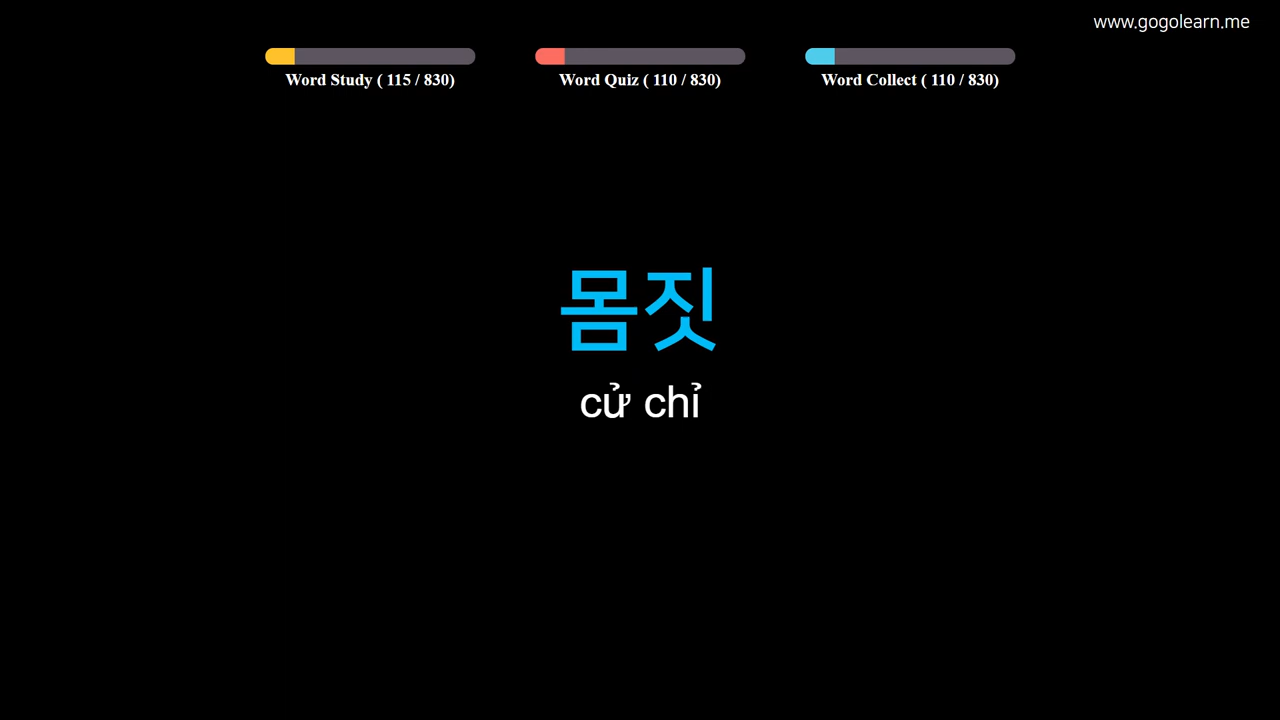 www.gogolearn.me
Word Study ( 115 / 830)
Word Quiz ( 110 / 830)
Word Collect ( 110 / 830)
몸짓
cử chỉ